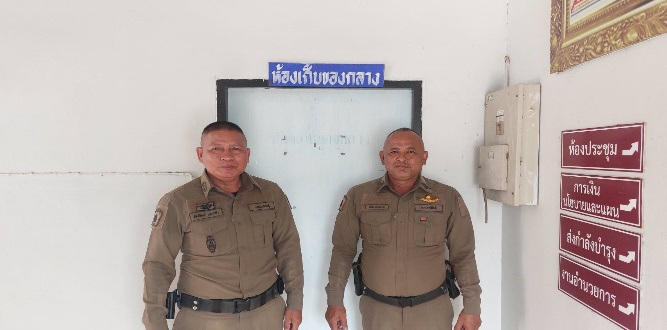 ห้องเก็บของกลาง
ห้องประชุม
การเงิน
นโยบายและแผน
ส่งกำลังบำรุง
งานอำนวยการ